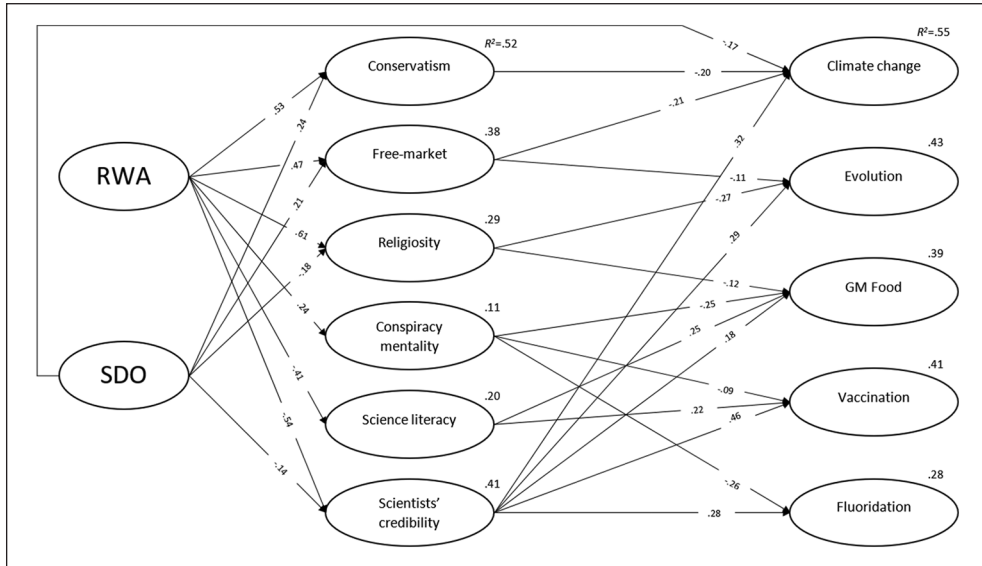 R²=.52
R²=.55
Conservatism
Climate change
-.17
-.20
.53
.24
-.21
.32
.38
.43
RWA
Free-market
Evolution
.47
.21
-.11
-.27
.29
.29
.39
Religiosity
GM Food
.61
-.18
-.12
-.25
.24
.25
.18
.11
.41
SDO
Conspiracy
mentality
Vaccination
-.41
-.09
.22
.46
.20
.28
Science literacy
Fluoridation
-.54
-.14
-.26
.28
.41
Scientists'
credibility